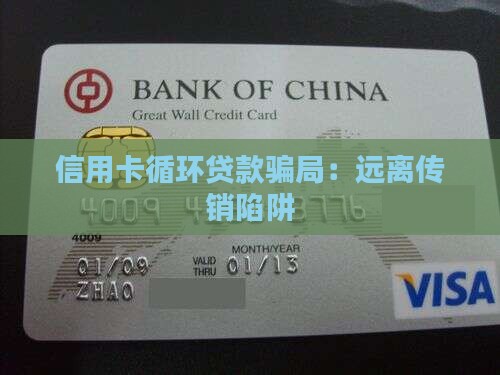 BANK OF CHINA
Great Wall Credit Card
信用卡循环贷款骗局：远离传
销陷阱
4009
MONTH/YEAR
01/09 VALID THRU 01/13
ZHAO
VISA